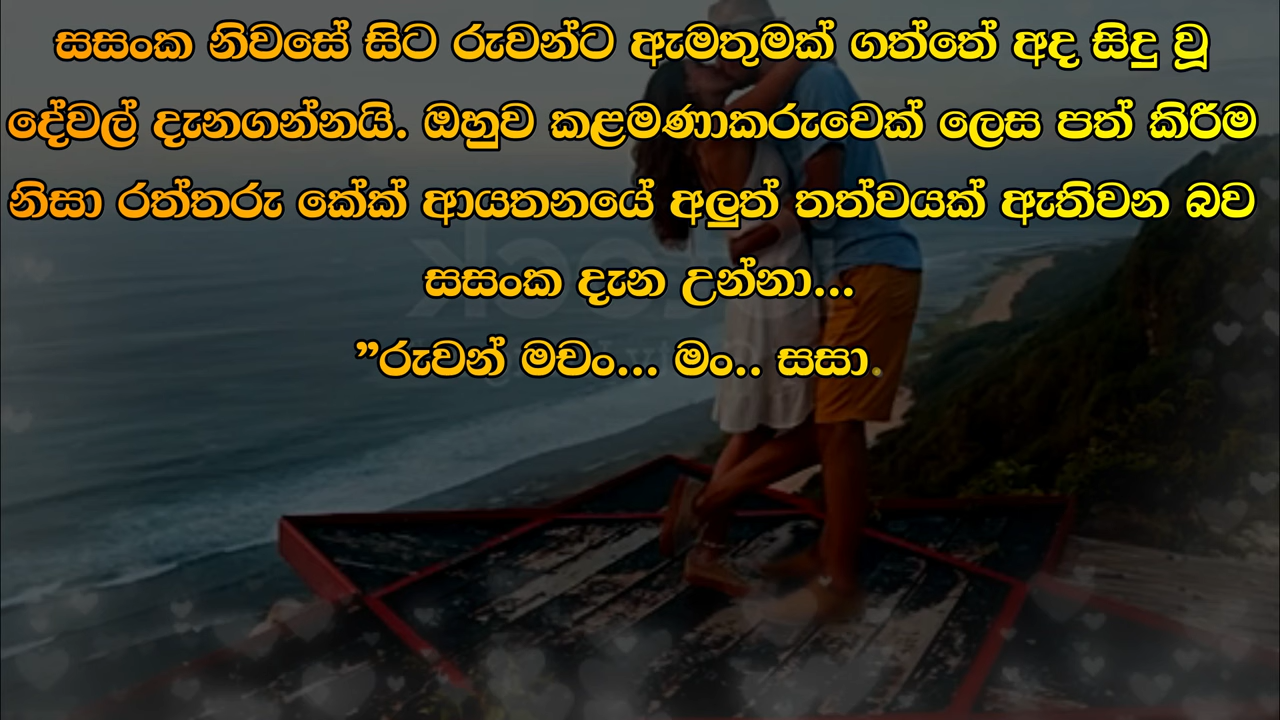 සසංක නිවසේ සිට රුවන්ට ඇමතුමක් ගත්තේ අද සිදු වූ
දේවල් දැනගන්නයි. ඔහුව කළමණාකරුවෙක් ලෙස පත් කිරීම
නිසා රත්තරු කේක් ආයතනයේ අලුත් තත්වයක් ඇතිවන බව
සසංක දැන උන්නා...
”රුවන් මචං... මං.. සසා.